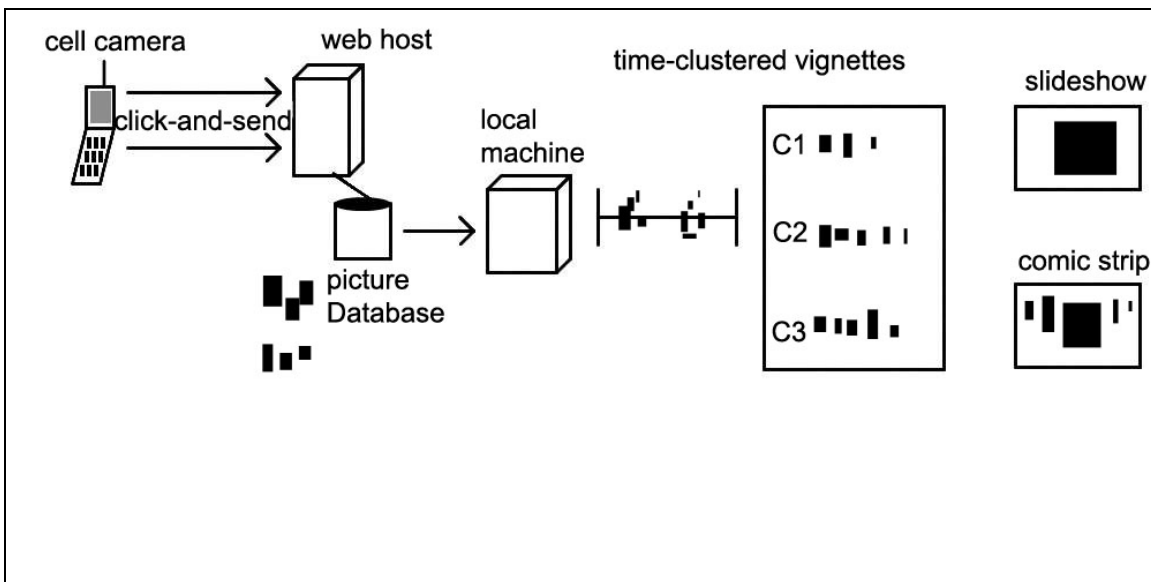 cell camera
web host
click-and-send
local
machine
picture
Database
time-clustered vignettes
C1
C2
C3
slideshow
comic strip